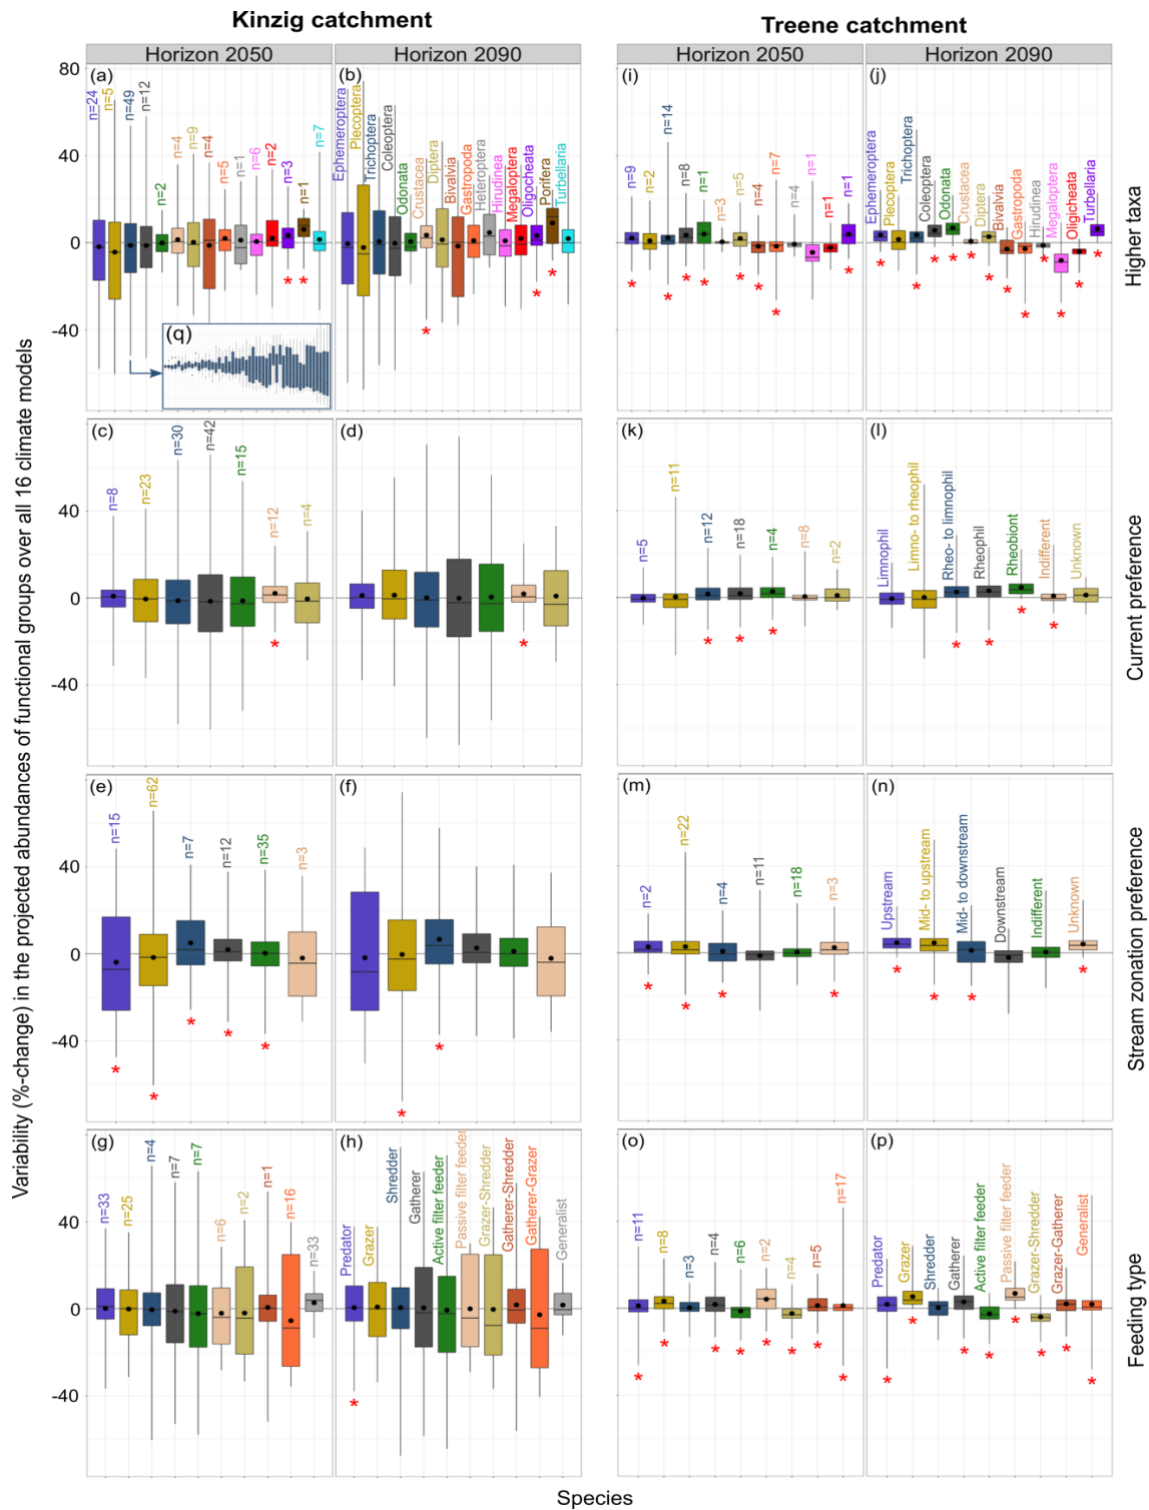 Kinzig catchment
Treene catchment
Horizon 2050
Horizon 2090
Horizon 2050
Horizon 2090
Variability (%-change) in the projected abundances of functional groups over all 16 climate models
80
40
0
-40
(a)
n=24
n=5
n=49
n=12
n=2
n=4
n=9
n=4
n=5
n=1
n=6
n=2
n=3
n=1
n=7
(q)
(b)
Ephemeroptera
Plecoptera
Trichoptera
Coleoptera
Odonata
Crustacea
Diptera
Bivalvia
Gastropoda
Heteroptera
Hirudinea
Megaloptera
Oligocheata
Porifera
Turbellaria
*
*
*
*
*
(i)
n=9
n=2
n=14
n=8
n=1
n=3
n=5
n=4
n=7
n=4
n=1
n=1
n=1
*
*
*
*
*
*
*
*
(j)
Ephemeroptera
Plecoptera
Trichoptera
Coleoptera
Odonata
Crustacea
Diptera
Bivalvia
Gastropoda
Hirudinea
Megaloptera
Oligicheata
Turbellaria
*
*
*
*
*
*
*
*
*
*
*
*
Higher taxa
40
0
-40
(c)
n=8
n=23
n=30
n=42
n=15
n=12
n=4
*
(d)
*
(k)
n=5
n=11
n=12
n=18
n=4
n=8
n=2
*
*
*
(l)
Limnophil
Limno- to rheophil
Rheo- to limnophil
Rheophil
Rheobiont
Indifferent
Unknown
*
*
*
*
Current preference
40
0
-40
(e)
n=15
n=62
n=7
n=12
n=35
n=3
*
*
*
*
*
(f)
*
*
(m)
n=2
n=22
n=4
n=11
n=18
n=3
*
*
*
*
(n)
Upstream
Mid- to upstream
Mid- to downstream
Downstream
Indifferent
Unknown
*
*
*
*
Stream zonation preference
40
0
-40
(g)
n=33
n=25
n=4
n=7
n=7
n=6
n=2
n=1
n=16
n=33
(h)
Predator
Grazer
Shredder
Gatherer
Active filter feeder
Passive filter feeder
Grazer-Shredder
Gatherer-Shredder
Gatherer-Grazer
Generalist
*
(o)
n=11
n=8
n=3
n=4
n=6
n=2
n=4
n=5
n=17
*
*
*
*
*
*
*
*
(p)
Predator
Grazer
Shredder
Gatherer
Active filter feeder
Passive filter feeder
Grazer-Shredder
Grazer-Gatherer
Generalist
*
*
*
*
*
*
*
*
Feeding type
Species